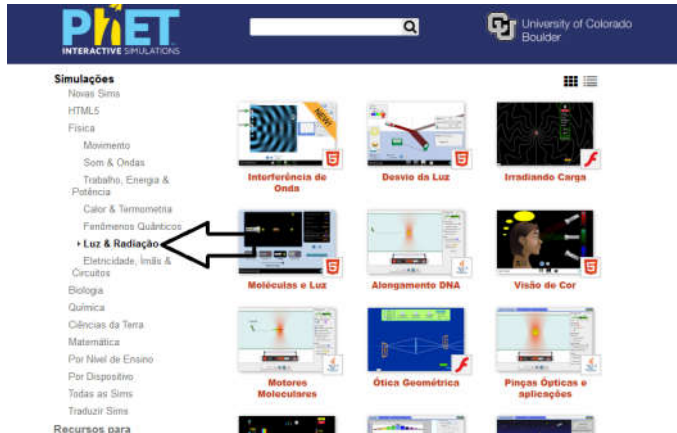 PhET
INTERACTIVE SIMULATIONS
University of Colorado
Boulder
Simulações
Novas Sims
HTML5
Física
Movimento
Som & Ondas
Trabalho, Energia &
Potência
Calor & Termometria
Fenômenos Quânticos
Luz & Radiação
Eletricidade, Ímãs &
Circuitos
Biologia
Química
Ciências da Terra
Matemática
Por Nível de Ensino
Por Dispositivo
Todas as Sims
Traduzir Sims
Recursos para
NEW!
Interferência de
Onda
Desvio da Luz
Irradiando Carga
Moléculas e Luz
Alongamento DNA
Visão de Cor
Motores
Moleculares
Ótica Geométrica
Pinças Ópticas e
aplicações